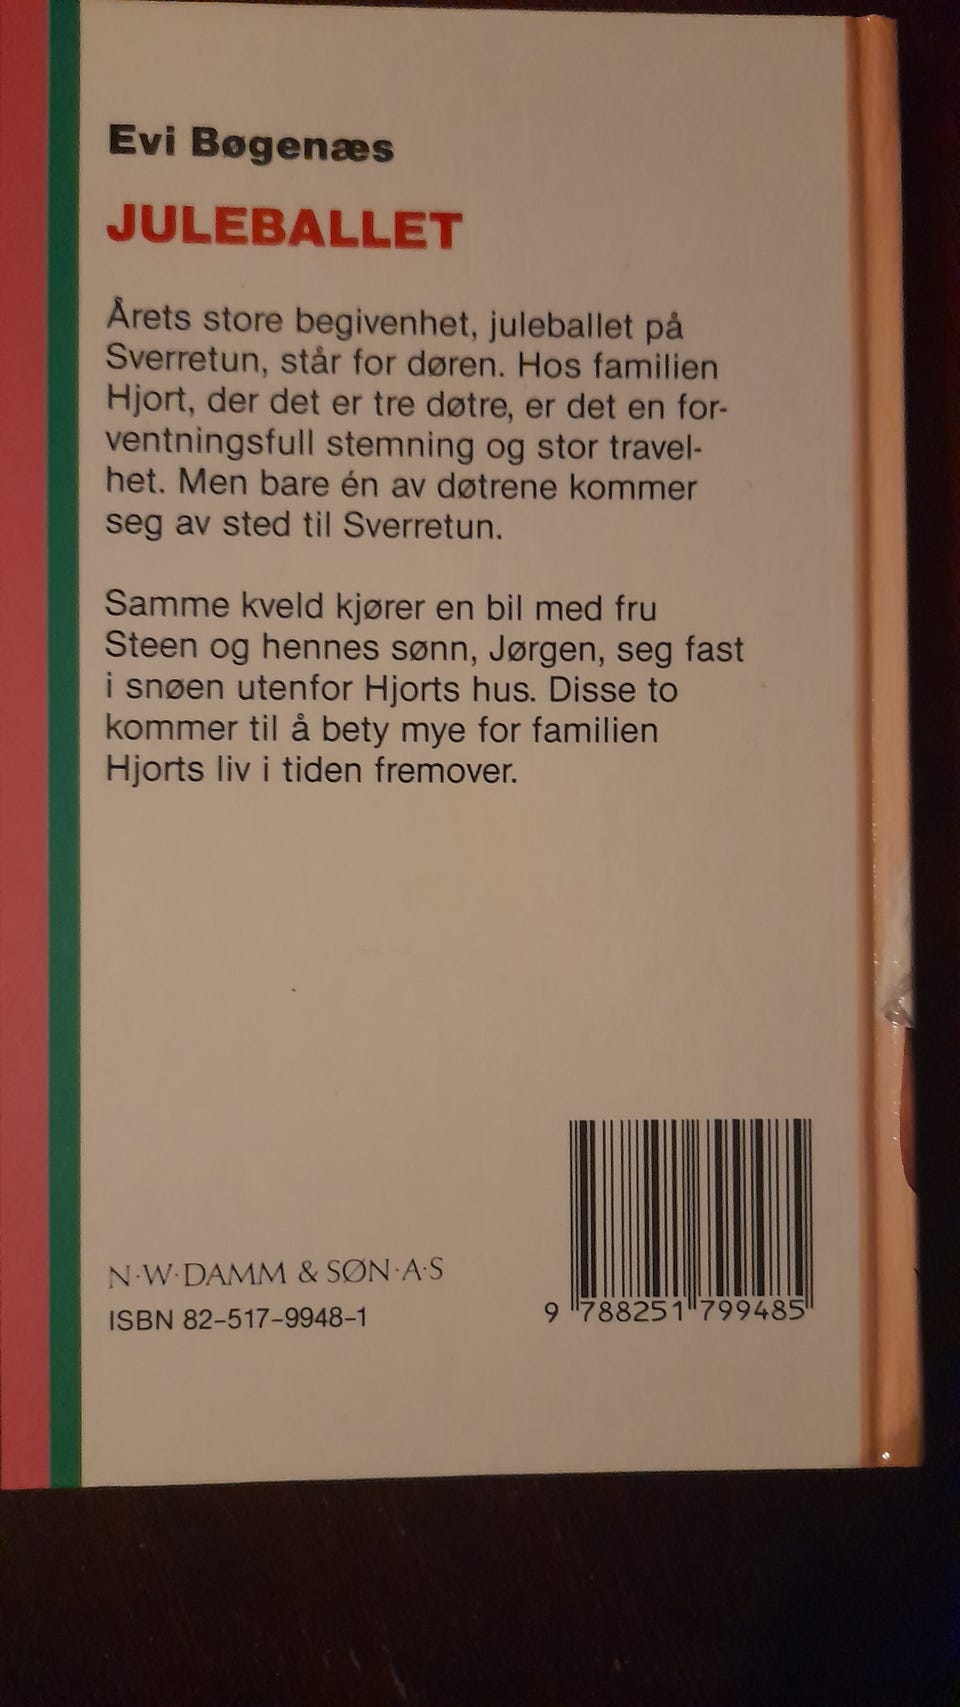 Evi Bøgenæs
JULEBALLET
Årets store begivenhet, juleballet på
Sverretun, står for døren. Hos familien
Hjort, der det er tre døtre, er det en for-
ventningsfull stemning og stor travel-
het. Men bare én av døtrene kommer
seg av sted til Sverretun.
Samme kveld kjører en bil med fru
Steen og hennes sønn, Jørgen, seg fast
i snøen utenfor Hjorts hus. Disse to
kommer til å bety mye for familien
Hjorts liv i tiden fremover.
N·W·DAMM & SØN·A·S
ISBN 82-517-9948-1
9 788251 799485